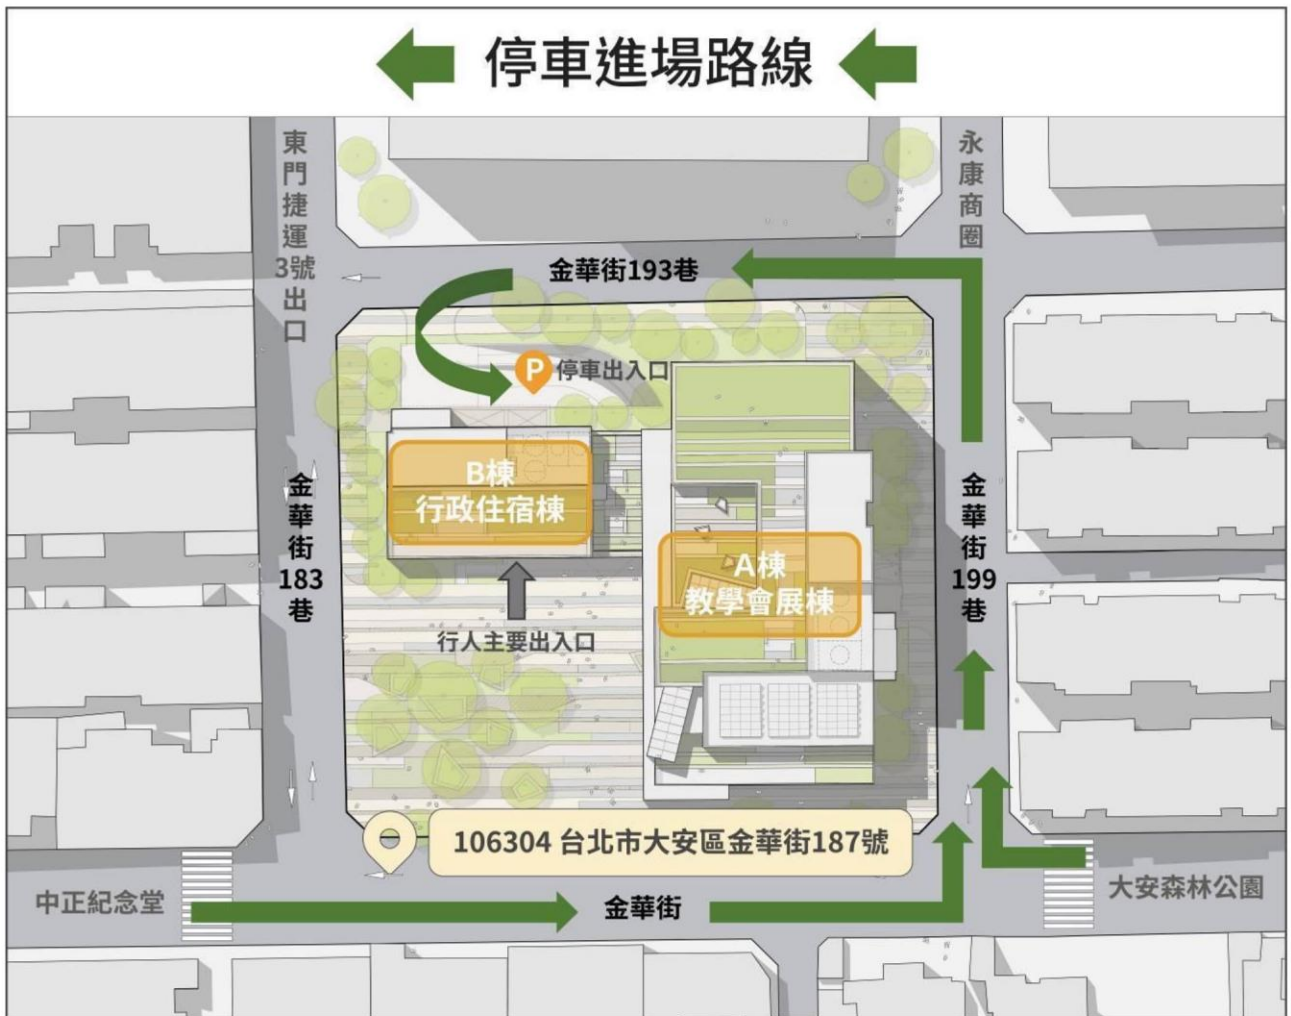 停車進場路線
東門捷運3號出口
永康商圈
金華街193巷
P 停車出入口
B棟
行政住宿棟
金華街183巷
金華街199巷
A棟
教學會展棟
行人主要出入口
106304 台北市大安區金華街187號
中正紀念堂
金華街
大安森林公園